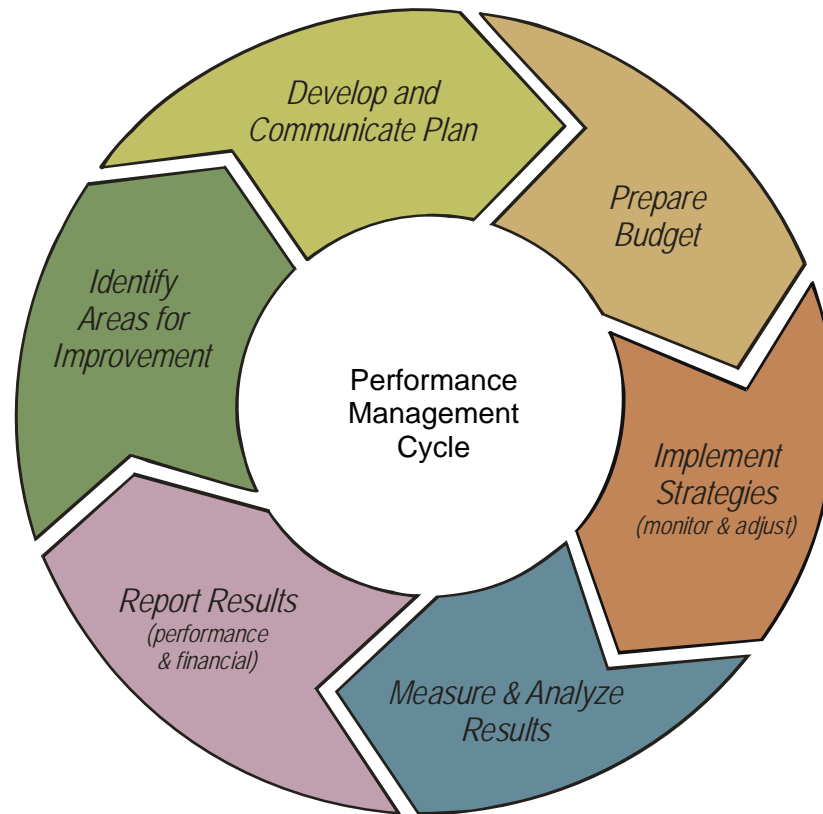 Develop and
Communicate Plan
Prepare
Budget
Implement
Strategies
(monitor & adjust)
Measure & Analyze
Results
Report Results
(performance
& financial)
Identify
Areas for
Improvement
Performance
Management
Cycle